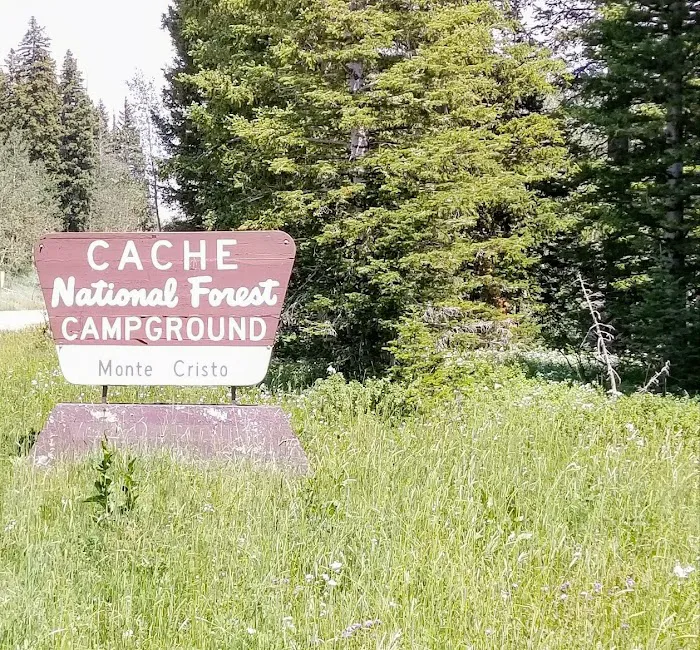 CACHE
National Forest
CAMPGROUND
Monte Cristo